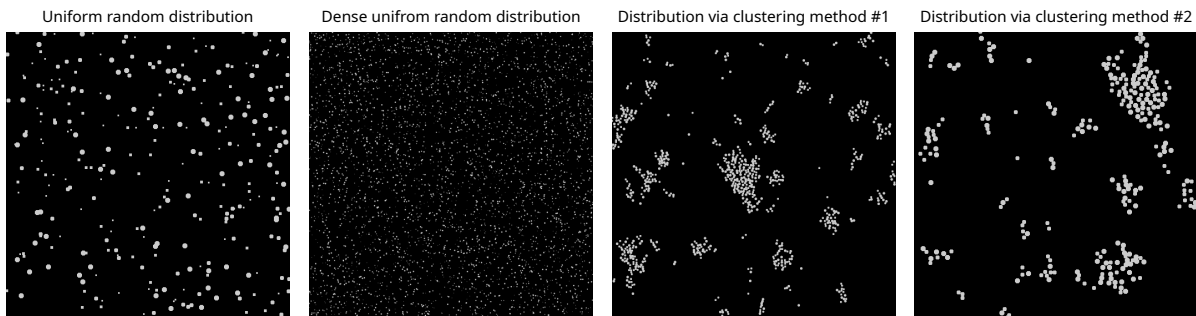 Uniform random distribution
Dense unifrom random distribution
Distribution via clustering method #1
Distribution via clustering method #2